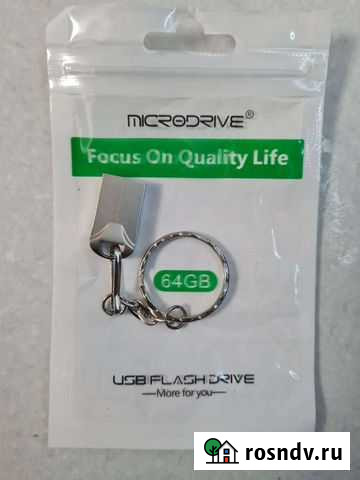 MICRODRIVE®
Focus On Quality Life
64GB
USB FLASH DRIVE
—More for you—
rosndv.ru